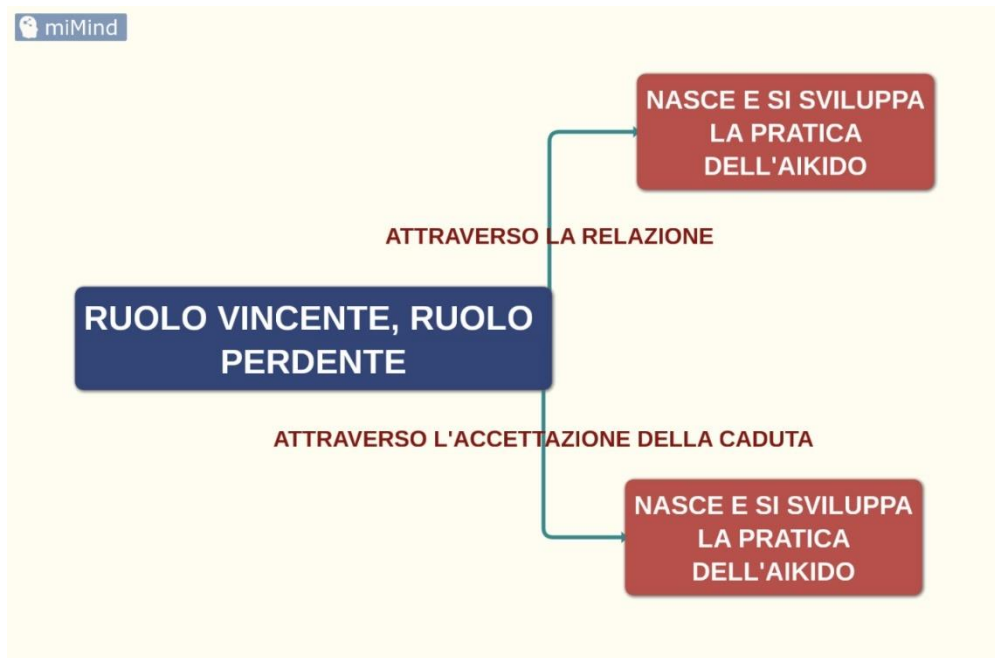 miMind
NASCE E SI SVILUPPA
LA PRATICA
DELL'AIKIDO
ATTRAVERSO LA RELAZIONE
RUOLO VINCENTE, RUOLO
PERDENTE
ATTRAVERSO L'ACCETTAZIONE DELLA CADUTA
NASCE E SI SVILUPPA
LA PRATICA
DELL'AIKIDO